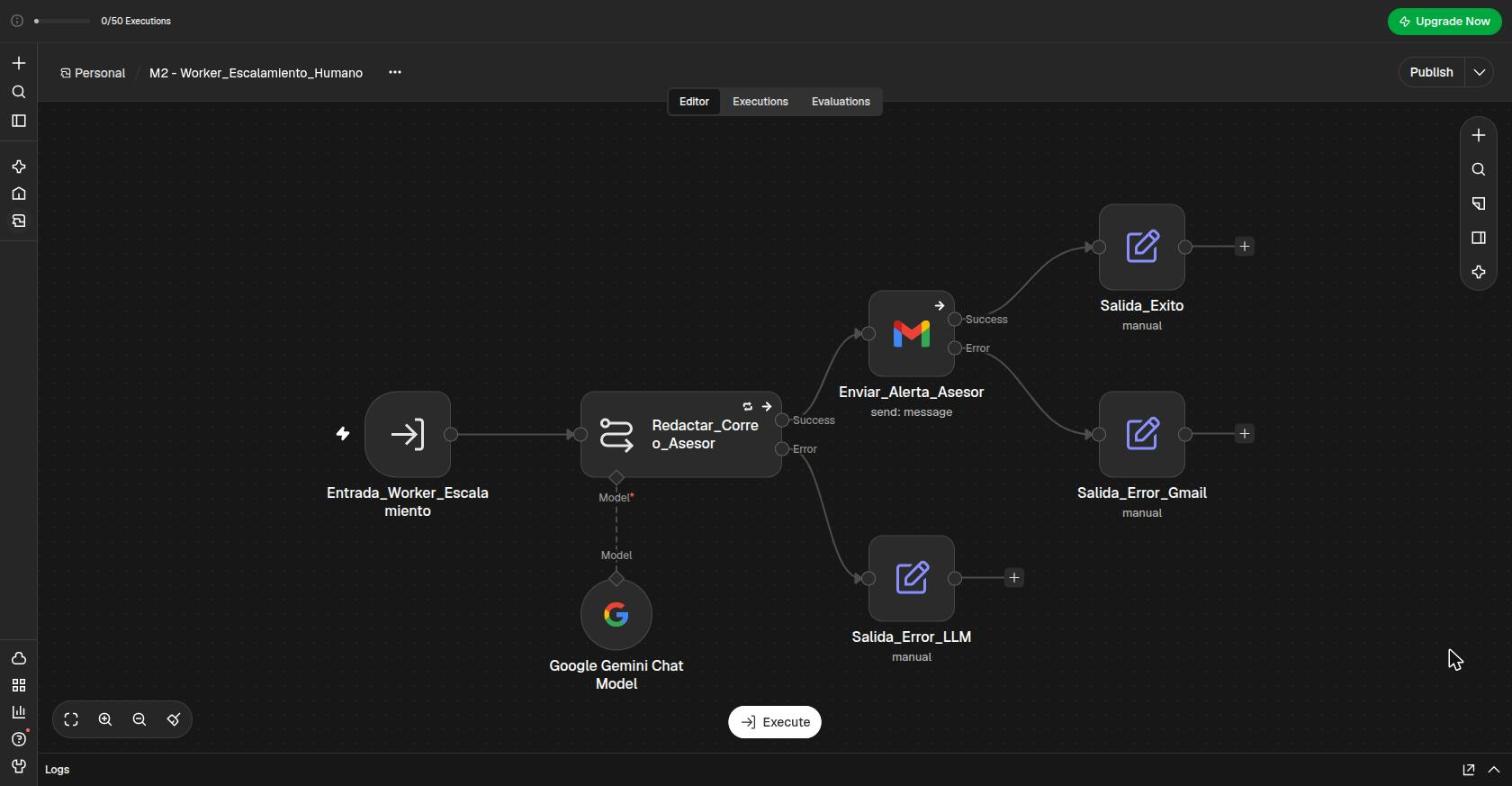 0/50 Executions
Upgrade Now
Personal / M2 - Worker_Escalamiento_Humano
Publish
Editor Executions Evaluations
Salida_Exito
manual
Success
Error
Enviar_Alerta_Asesor
send: message
Redactar_Corre
o_Asesor
Success
Error
Model*
Model
Entrada_Worker_Escala
miento
Salida_Error_Gmail
manual
Salida_Error_LLM
manual
Google Gemini Chat
Model
Execute
Logs